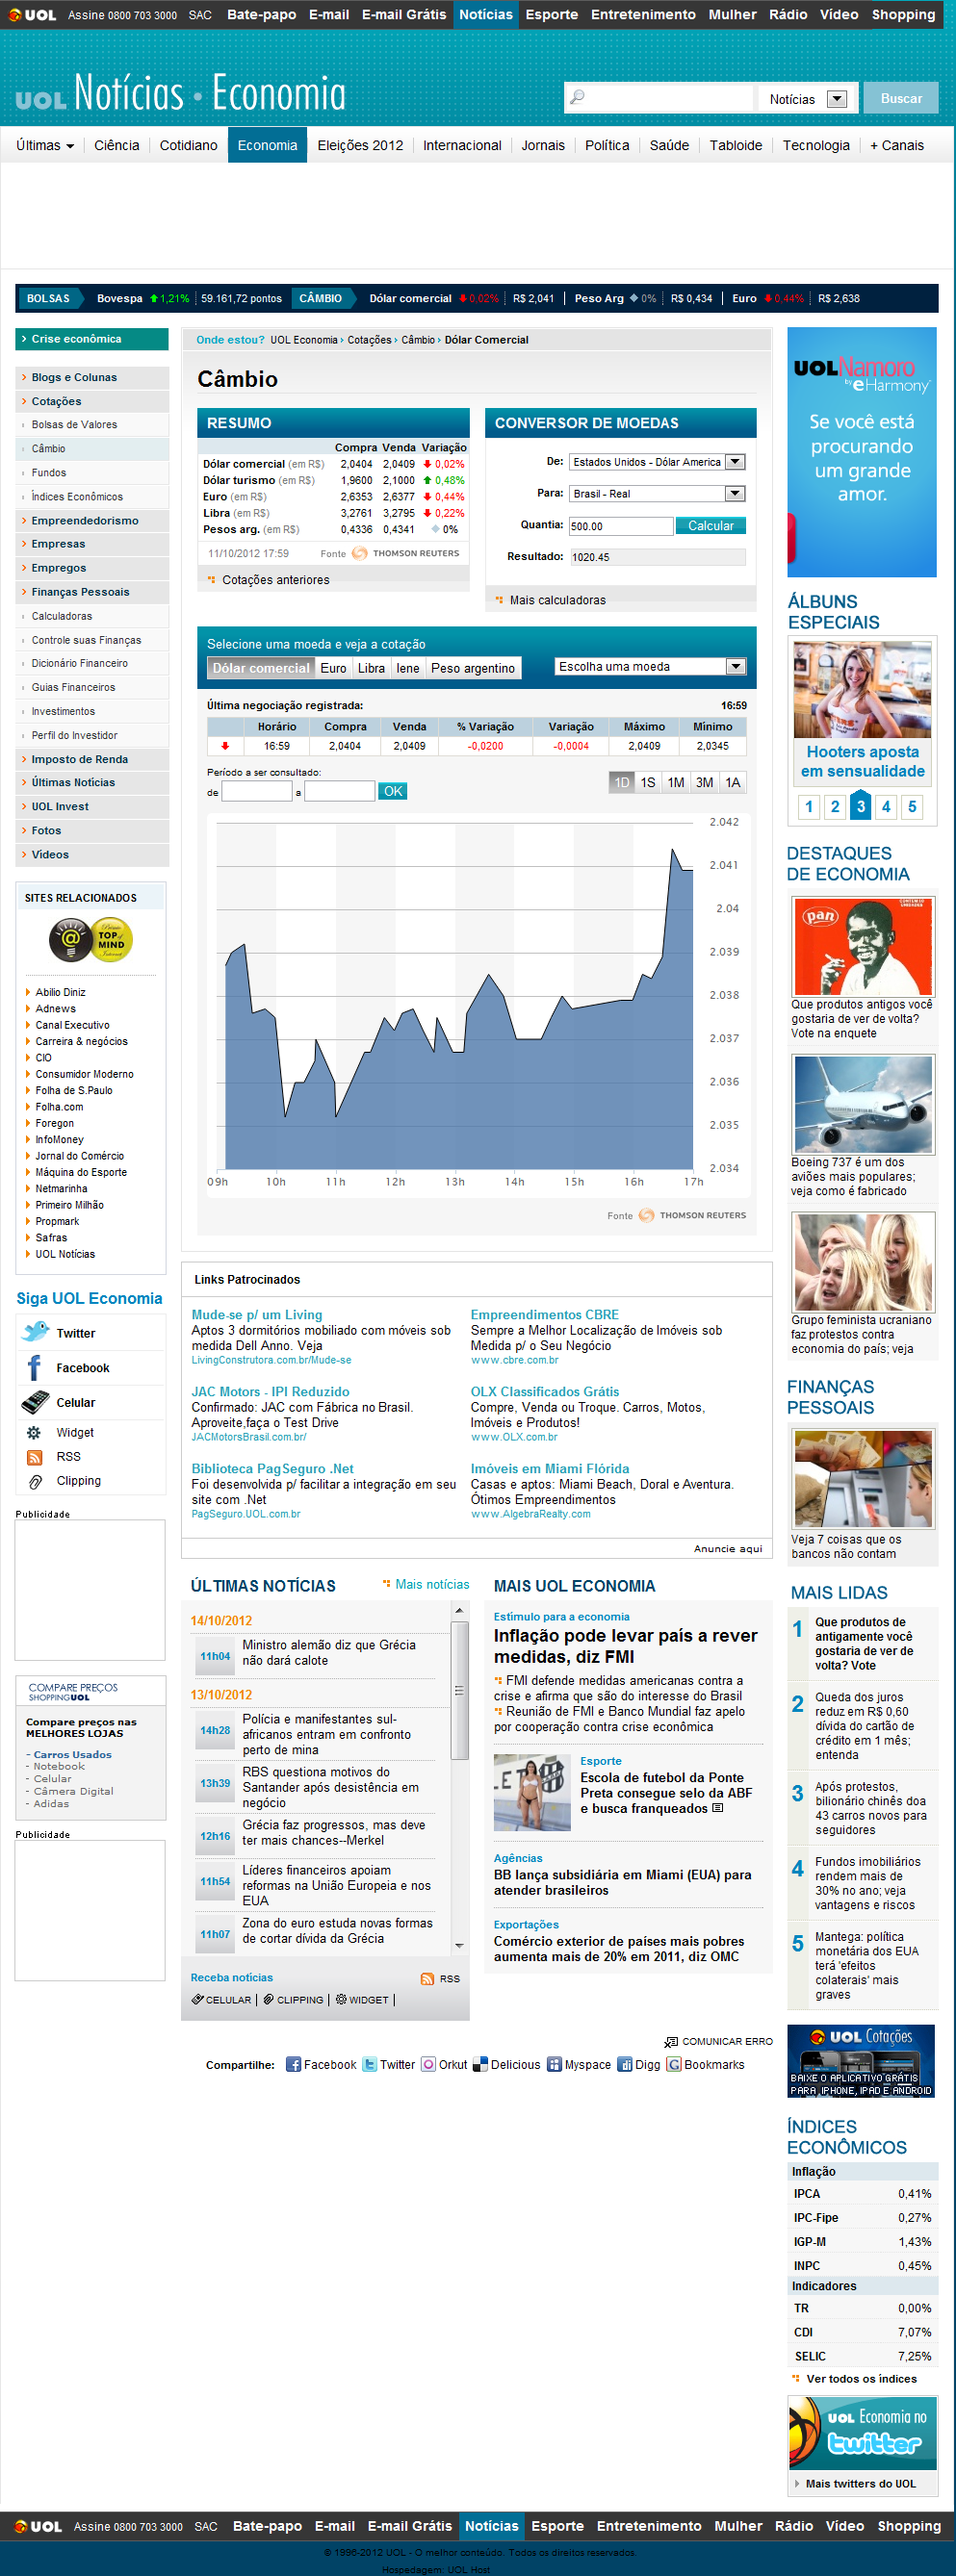 UOL Assine 0800 703 3000 SAC Bate-papo E-mail E-mail Grátis Notícias Esporte Entretenimento Mulher Rádio Vídeo Shopping
UOL Notícias • Economia
Notícias Buscar
Últimas Ciência Cotidiano Economia Eleições 2012 Internacional Jornais Política Saúde Tabloide Tecnologia + Canais
BOLSAS Bovespa 1,21% 59.161,72 pontos CÂMBIO Dólar comercial 0,02% R$ 2,041 Peso Arg 0% R$ 0,434 Euro 0,44% R$ 2,638
Crise econômica
Blogs e Colunas
Cotações
Bolsas de Valores
Câmbio
Fundos
Índices Econômicos
Empreendedorismo
Empresas
Empregos
Finanças Pessoais
Calculadoras
Controle suas Finanças
Dicionário Financeiro
Guias Financeiros
Investimentos
Perfil do Investidor
Imposto de Renda
Últimas Notícias
UOL Invest
Fotos
Vídeos
SITES RELACIONADOS
Prêmio
TOP of
MIND
Internet
Abilio Diniz
Adnews
Canal Executivo
Carreira & negócios
CIO
Consumidor Moderno
Folha de S.Paulo
Folha.com
Foregon
InfoMoney
Jornal do Comércio
Máquina do Esporte
Netmarinha
Primeiro Milhão
Propmark
Safras
UOL Notícias
Siga UOL Economia
Twitter
Facebook
Celular
Widget
RSS
Clipping
Publicidade
COMPARE PREÇOS
SHOPPINGUOL
Compare preços nas
MELHORES LOJAS
- Carros Usados
- Notebook
- Celular
- Câmera Digital
- Adidas
Publicidade
Onde estou? UOL Economia › Cotações › Câmbio › Dólar Comercial
Câmbio
RESUMO
Compra Venda Variação
Dólar comercial (em R$) 2,0404 2,0409 0,02%
Dólar turismo (em R$) 1,9600 2,1000 0,48%
Euro (em R$) 2,6353 2,6377 0,44%
Libra (em R$) 3,2761 3,2795 0,22%
Pesos arg. (em R$) 0,4336 0,4341 0%
11/10/2012 17:59 Fonte THOMSON REUTERS
Cotações anteriores
CONVERSOR DE MOEDAS
De: Estados Unidos - Dólar America
Para: Brasil - Real
Quantia: 500.00 Calcular
Resultado: 1020.45
Mais calculadoras
Selecione uma moeda e veja a cotação
Dólar comercial Euro Libra Iene Peso argentino Escolha uma moeda
Última negociação registrada: 16:59
Horário Compra Venda % Variação Variação Máximo Mínimo
16:59 2,0404 2,0409 -0,0200 -0,0004 2,0409 2,0345
Período a ser consultado:
de a OK 1D 1S 1M 3M 1A
2.042
2.041
2.04
2.039
2.038
2.037
2.036
2.035
2.034
09h 10h 11h 12h 13h 14h 15h 16h 17h
Fonte THOMSON REUTERS
Links Patrocinados
Mude-se p/ um Living
Aptos 3 dormitórios mobiliado com móveis sob
medida Dell Anno. Veja
LivingConstrutora.com.br/Mude-se
Empreendimentos CBRE
Sempre a Melhor Localização de Imóveis sob
Medida p/ o Seu Negócio
www.cbre.com.br
JAC Motors - IPI Reduzido
Confirmado: JAC com Fábrica no Brasil.
Aproveite,faça o Test Drive
JACMotorsBrasil.com.br/
OLX Classificados Grátis
Compre, Venda ou Troque. Carros, Motos,
Imóveis e Produtos!
www.OLX.com.br
Biblioteca PagSeguro .Net
Foi desenvolvida p/ facilitar a integração em seu
site com .Net
PagSeguro.UOL.com.br
Imóveis em Miami Flórida
Casas e aptos: Miami Beach, Doral e Aventura.
Ótimos Empreendimentos
www.AlgebraRealty.com
Anuncie aqui
ÚLTIMAS NOTÍCIAS Mais notícias
14/10/2012
11h04 Ministro alemão diz que Grécia
não dará calote
13/10/2012
14h28 Polícia e manifestantes sul-
africanos entram em confronto
perto de mina
13h39 RBS questiona motivos do
Santander após desistência em
negócio
12h16 Grécia faz progressos, mas deve
ter mais chances--Merkel
11h54 Líderes financeiros apoiam
reformas na União Europeia e nos
EUA
11h07 Zona do euro estuda novas formas
de cortar dívida da Grécia
Receba notícias RSS
CELULAR | CLIPPING | WIDGET |
MAIS UOL ECONOMIA
Estímulo para a economia
Inflação pode levar país a rever
medidas, diz FMI
FMI defende medidas americanas contra a
crise e afirma que são do interesse do Brasil
Reunião de FMI e Banco Mundial faz apelo
por cooperação contra crise econômica
Esporte
Escola de futebol da Ponte
Preta consegue selo da ABF
e busca franqueados
Agências
BB lança subsidiária em Miami (EUA) para
atender brasileiros
Exportações
Comércio exterior de países mais pobres
aumenta mais de 20% em 2011, diz OMC
COMUNICAR ERRO
Compartilhe: Facebook Twitter Orkut Delicious Myspace Digg Bookmarks
UOL Namoro
by eHarmony
Se você está
procurando
um grande
amor.
ÁLBUNS
ESPECIAIS
Hooters aposta
em sensualidade
1 2 3 4 5
DESTAQUES
DE ECONOMIA
pan
Que produtos antigos você
gostaria de ver de volta?
Vote na enquete
Boeing 737 é um dos
aviões mais populares;
veja como é fabricado
Grupo feminista ucraniano
faz protestos contra
economia do país; veja
FINANÇAS
PESSOAIS
Veja 7 coisas que os
bancos não contam
MAIS LIDAS
1 Que produtos de
antigamente você
gostaria de ver de
volta? Vote
2 Queda dos juros
reduz em R$ 0,60
dívida do cartão de
crédito em 1 mês;
entenda
3 Após protestos,
bilionário chinês doa
43 carros novos para
seguidores
4 Fundos imobiliários
rendem mais de
30% no ano; veja
vantagens e riscos
5 Mantega: política
monetária dos EUA
terá 'efeitos
colaterais' mais
graves
UOL Cotações
BAIXE O APLICATIVO GRÁTIS
PARA IPHONE, IPAD E ANDROID
ÍNDICES
ECONÔMICOS
Inflação
IPCA 0,41%
IPC-Fipe 0,27%
IGP-M 1,43%
INPC 0,45%
Indicadores
TR 0,00%
CDI 7,07%
SELIC 7,25%
Ver todos os índices
UOL Economia no
twitter
Mais twitters do UOL
UOL Assine 0800 703 3000 SAC Bate-papo E-mail E-mail Grátis Notícias Esporte Entretenimento Mulher Rádio Vídeo Shopping
© 1996-2012 UOL - O melhor conteúdo. Todos os direitos reservados.
Hospedagem: UOL Host